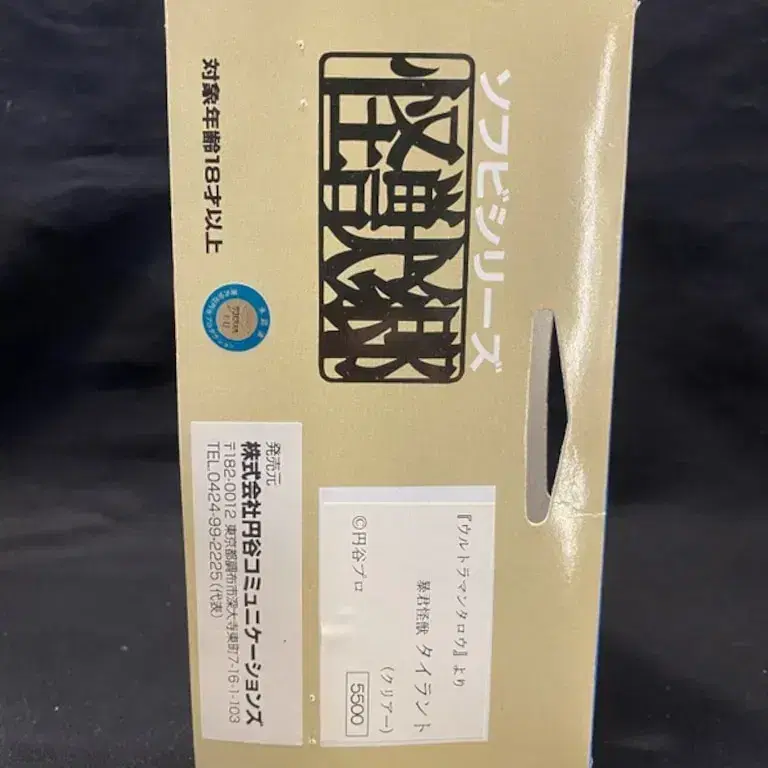 ソフビシリーズ
怪獣郷
対象年齢18才以上
『ウルトラマンタロウ』より
暴君怪獣 タイラント
(クリアー)
5500
©円谷プロ
発売元
株式会社円谷コミュニケーションズ
〒182-0012 東京都調布市深大寺東町7-16-1-103
TEL.0424-99-2225(代表)